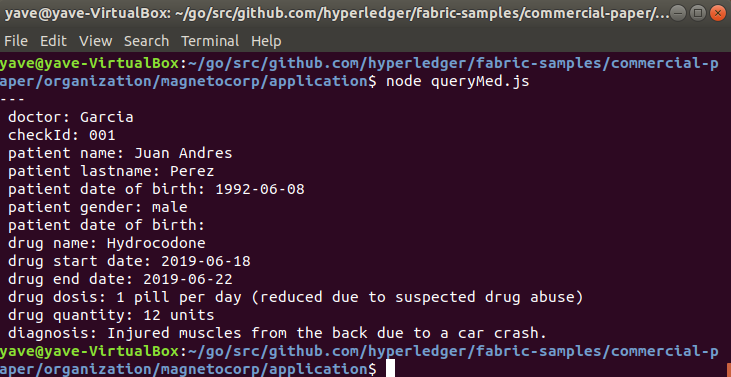 yave@yave-VirtualBox: ~/go/src/github.com/hyperledger/fabric-samples/commercial-paper/...
File Edit View Search Terminal Help
yave@yave-VirtualBox:~/go/src/github.com/hyperledger/fabric-samples/commercial-p
aper/organization/magnetocorp/application$ node queryMed.js
---
doctor: Garcia
checkId: 001
patient name: Juan Andres
patient lastname: Perez
patient date of birth: 1992-06-08
patient gender: male
patient date of birth:
drug name: Hydrocodone
drug start date: 2019-06-18
drug end date: 2019-06-22
drug dosis: 1 pill per day (reduced due to suspected drug abuse)
drug quantity: 12 units
diagnosis: Injured muscles from the back due to a car crash.
yave@yave-VirtualBox:~/go/src/github.com/hyperledger/fabric-samples/commercial-p
aper/organization/magnetocorp/application$